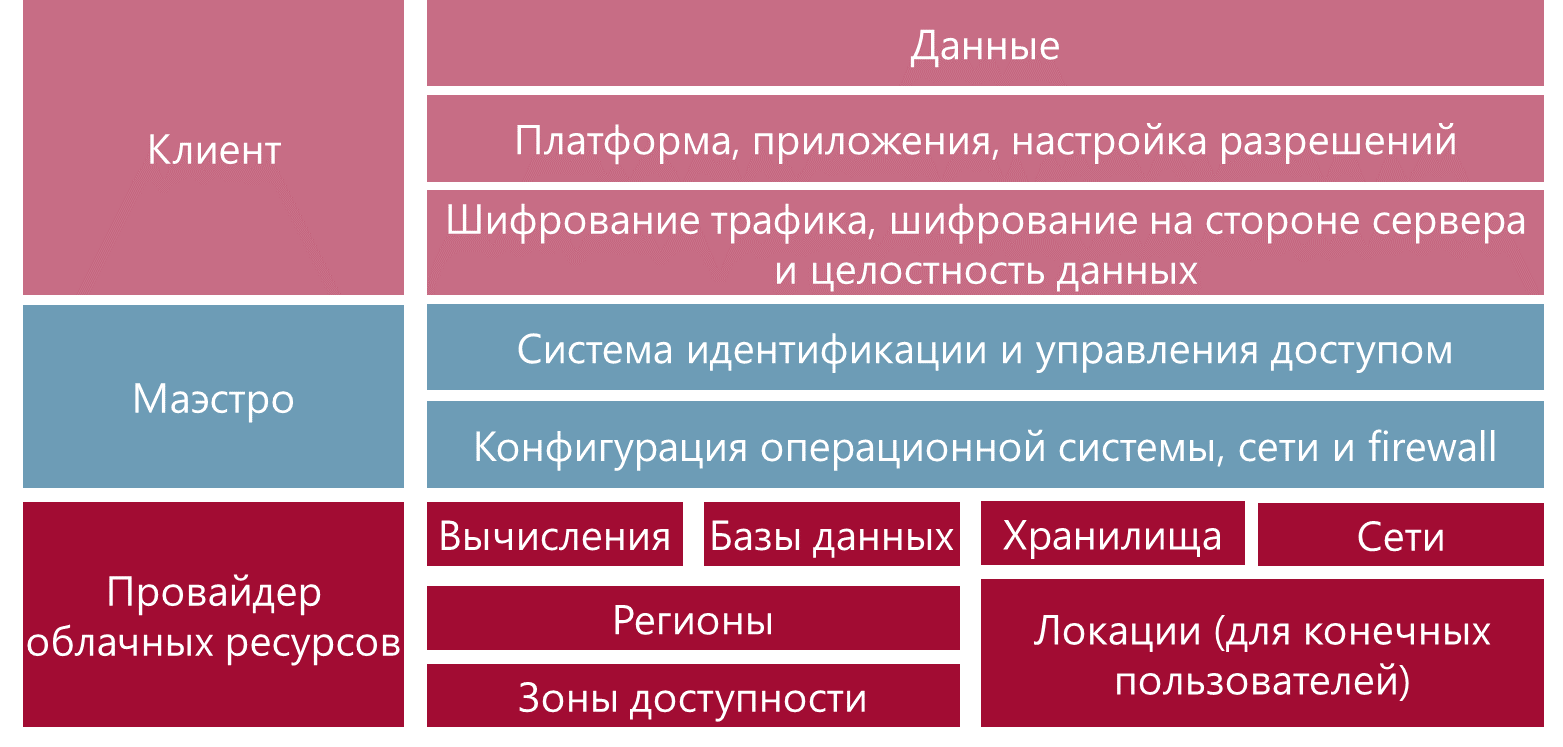 Клиент
Данные
Платформа, приложения, настройка разрешений
Шифрование трафика, шифрование на стороне сервера
и целостность данных
Маэстро
Система идентификации и управления доступом
Конфигурация операционной системы, сети и firewall
Провайдер
облачных ресурсов
Вычисления
Базы данных
Хранилища
Сети
Регионы
Зоны доступности
Локации (для конечных
пользователей)